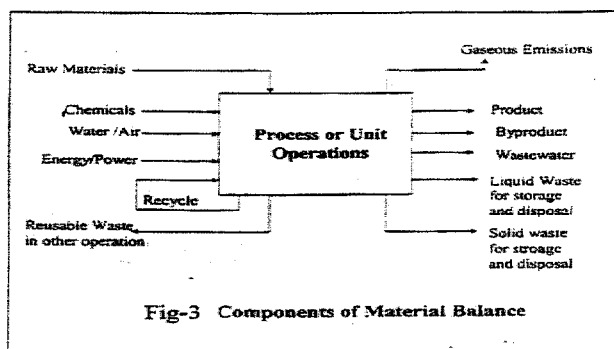 Gaseous Emissions
Raw Materials
Chemicals
Product
Water /Air
Process or Unit
Operations
Byproduct
Wastewater
Energy/Power
Recycle
Liquid Waste
for storage
and disposal
Reusable Waste
in other operation
Solid waste
for stroage
and disposal
Fig-3 Components of Material Balance